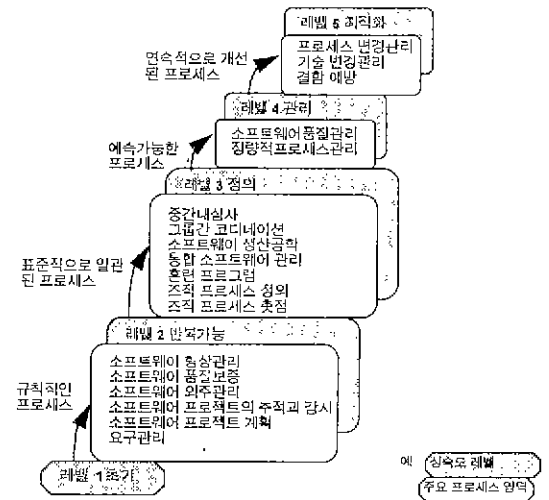 레벨 5 최적화
프로세스 변경관리
기술 변경관리
결함 예방
연속적으로 개선
된 프로세스
레벨 4 관리
소프트웨어품질관리
정량적프로세스관리
예측가능한
프로세스
레벨 3 정의
중간내실사
그룹간 코디네이션
소프트웨어 생산공학
통합 소프트웨어 관리
훈련 프로그램
조직 프로세스 정의
조직 프로세스 촛점
표준적으로 일관
된 프로세스
레벨 2 반복가능
소프트웨어 형상관리
소프트웨어 품질보증
소프트웨어 외주관리
소프트웨어 프로젝트의 추적과 감시
소프트웨어 프로젝트 계획
요구관리
규칙적인
프로세스
레벨 1 초기
예
성숙도 레벨
주요 프로세스 영역